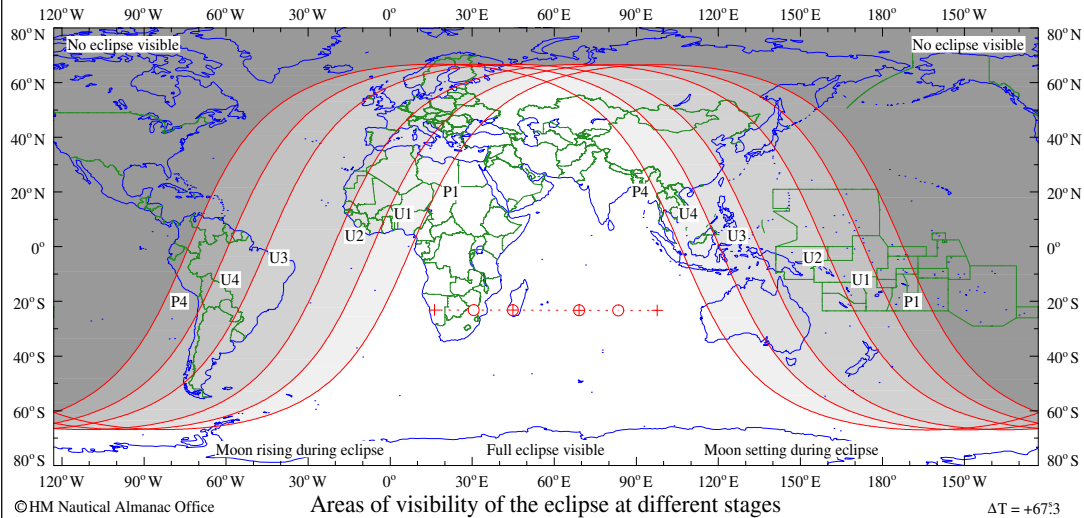 120°W 90°W 60°W 30°W 0° 30°E 60°E 90°E 120°E 150°E 180° 150°W
80°N 80°N
No eclipse visible No eclipse visible
60°N 60°N
40°N 40°N
20°N P1 P4 20°N
U1 U4
U2 U3
0° 0°
U3 U2
U4 U1
P4 P1
20°S 20°S
40°S 40°S
60°S 60°S
Moon rising during eclipse Full eclipse visible Moon setting during eclipse
80°S 80°S
120°W 90°W 60°W 30°W 0° 30°E 60°E 90°E 120°E 150°E 180° 150°W
©HM Nautical Almanac Office Areas of visibility of the eclipse at different stages ΔT = +67ˢ.3